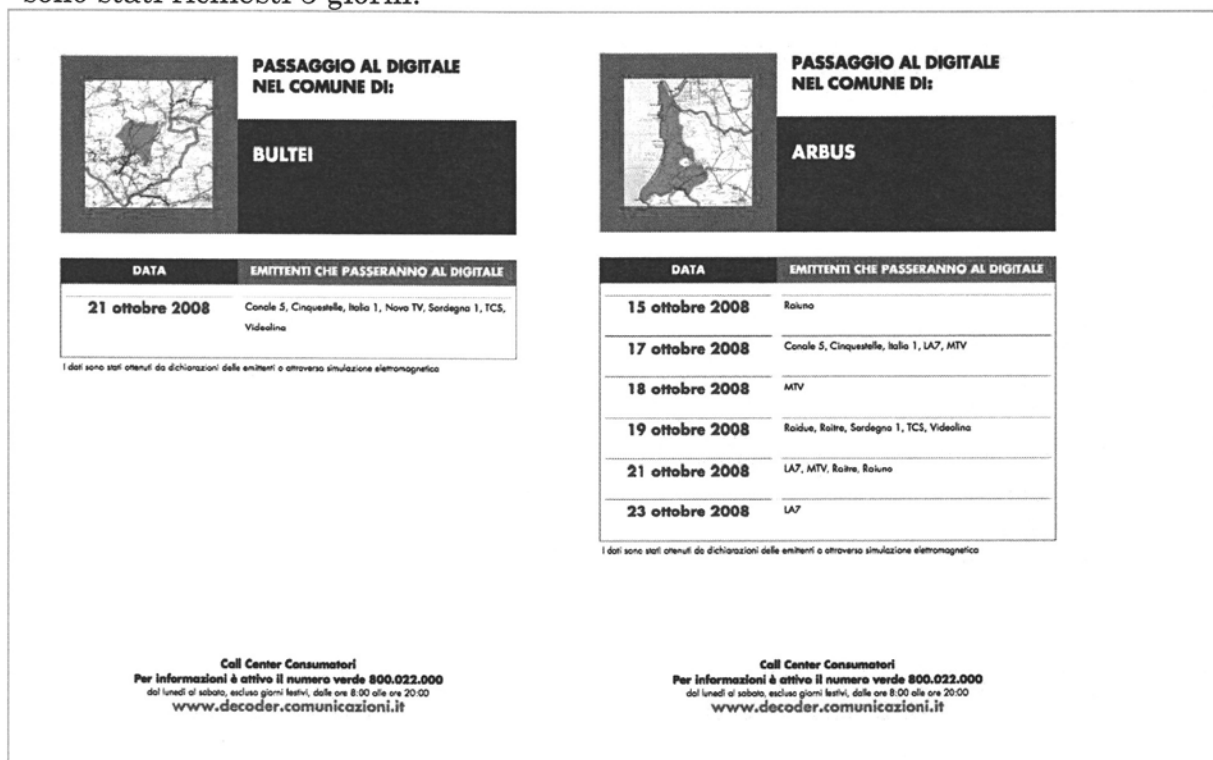 sono stati richiesti 8 giorni.
PASSAGGIO AL DIGITALE
NEL COMUNE DI:
BULTEI
DATA
EMITTENTI CHE PASSERANNO AL DIGITALE
21 ottobre 2008
Canale 5, Cinquestelle, Italia 1, Nova TV, Sardegna 1, TCS,
Videolina
I dati sono stati ottenuti da dichiarazioni delle emittenti o attraverso simulazione elettromagnetica
Call Center Consumatori
Per informazioni è attivo il numero verde 800.022.000
dal lunedì al sabato, escluso giorni festivi, dalle ore 8:00 alle ore 20:00
www.decoder.comunicazioni.it
PASSAGGIO AL DIGITALE
NEL COMUNE DI:
ARBUS
DATA
EMITTENTI CHE PASSERANNO AL DIGITALE
15 ottobre 2008
Raiuno
17 ottobre 2008
Canale 5, Cinquestelle, Italia 1, LA7, MTV
18 ottobre 2008
MTV
19 ottobre 2008
Raidue, Raitre, Sardegna 1, TCS, Videolina
21 ottobre 2008
LA7, MTV, Raitre, Raiuno
23 ottobre 2008
LA7
I dati sono stati ottenuti da dichiarazioni delle emittenti o attraverso simulazione elettromagnetica
Call Center Consumatori
Per informazioni è attivo il numero verde 800.022.000
dal lunedì al sabato, escluso giorni festivi, dalle ore 8:00 alle ore 20:00
www.decoder.comunicazioni.it